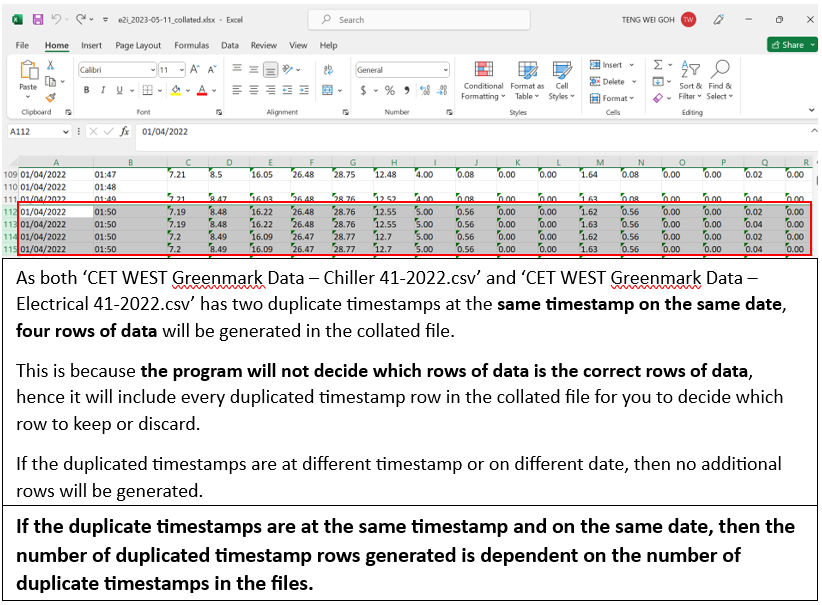 e2i_2023-05-11_collated.xlsx - Excel
Search
TENG WEI GOH
TW
File Home Insert Page Layout Formulas Data Review View Help
Share
Paste
Calibri 11
General
Conditional Formatting
Format as Table
Cell Styles
Insert
Delete
Format
Sort & Filter
Find & Select
Clipboard Font Alignment Number Styles Cells Editing
A112 fx 01/04/2022
A B C D E F G H I J K L M N O P Q R
109 01/04/2022 01:47 7.21 8.5 16.05 26.48 28.75 12.48 4.00 0.08 0.00 0.00 1.64 0.08 0.00 0.00 0.02 0.00
110 01/04/2022 01:48
111 01/04/2022 01:49 7.21 8.47 16.03 26.48 28.76 12.52 4.00 0.08 0.00 0.00 1.63 0.08 0.00 0.00 0.04 0.00
112 01/04/2022 01:50 7.19 8.48 16.22 26.48 28.76 12.55 5.00 0.56 0.00 0.00 1.62 0.56 0.00 0.00 0.02 0.00
113 01/04/2022 01:50 7.19 8.48 16.22 26.48 28.76 12.55 5.00 0.56 0.00 0.00 1.63 0.56 0.00 0.00 0.04 0.00
114 01/04/2022 01:50 7.2 8.49 16.09 26.47 28.77 12.7 5.00 0.56 0.00 0.00 1.62 0.56 0.00 0.00 0.02 0.00
115 01/04/2022 01:50 7.2 8.49 16.09 26.47 28.77 12.7 5.00 0.56 0.00 0.00 1.63 0.56 0.00 0.00 0.04 0.00
As both ‘CET WEST Greenmark Data – Chiller 41-2022.csv’ and ‘CET WEST Greenmark Data –
Electrical 41-2022.csv’ has two duplicate timestamps at the same timestamp on the same date,
four rows of data will be generated in the collated file.
This is because the program will not decide which rows of data is the correct rows of data,
hence it will include every duplicated timestamp row in the collated file for you to decide which
row to keep or discard.
If the duplicated timestamps are at different timestamp or on different date, then no additional
rows will be generated.
If the duplicate timestamps are at the same timestamp and on the same date, then the
number of duplicated timestamp rows generated is dependent on the number of
duplicate timestamps in the files.